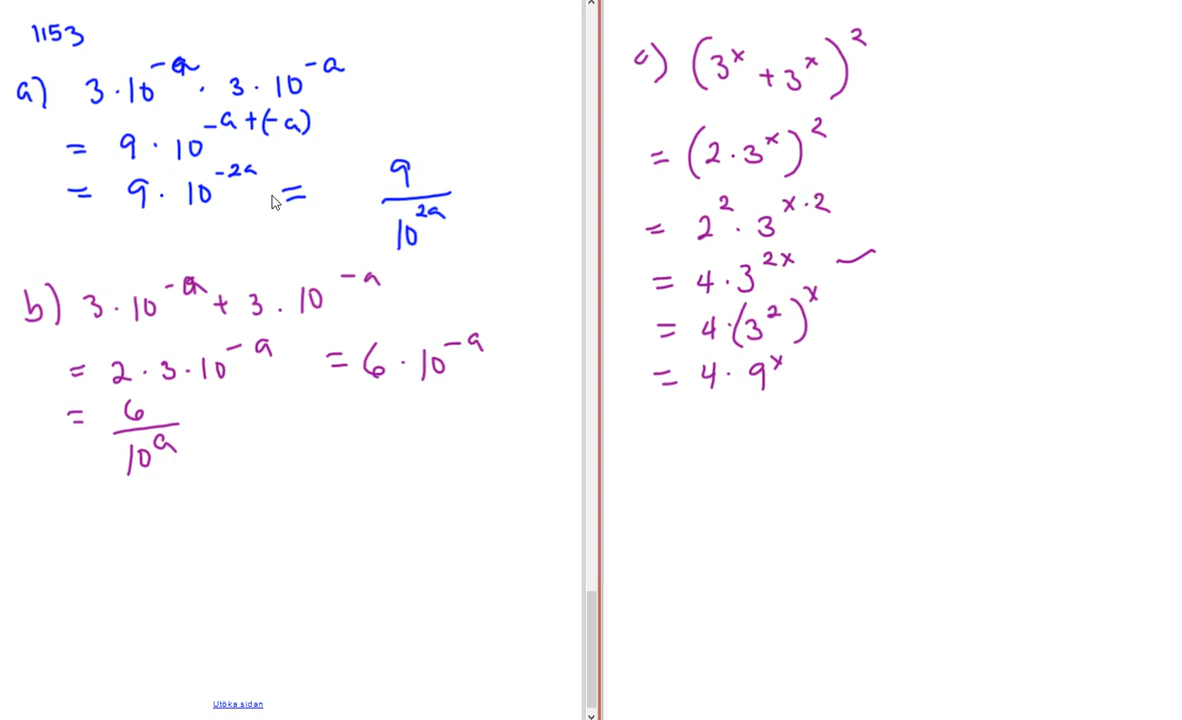 1153
a) 3·10^{-a} · 3·10^{-a}
= 9·10^{-a+(-a)}
= 9·10^{-2a} = 9/10^{2a}
b) 3·10^{-a} + 3·10^{-a}
= 2·3·10^{-a} = 6·10^{-a}
= 6/10^{a}
Utöka sidan
c) (3^{x} + 3^{x})^{2}
= (2·3^{x})^{2}
= 2^{2}·3^{x·2}
= 4·3^{2x}
= 4·(3^{2})^{x}
= 4·9^{x}